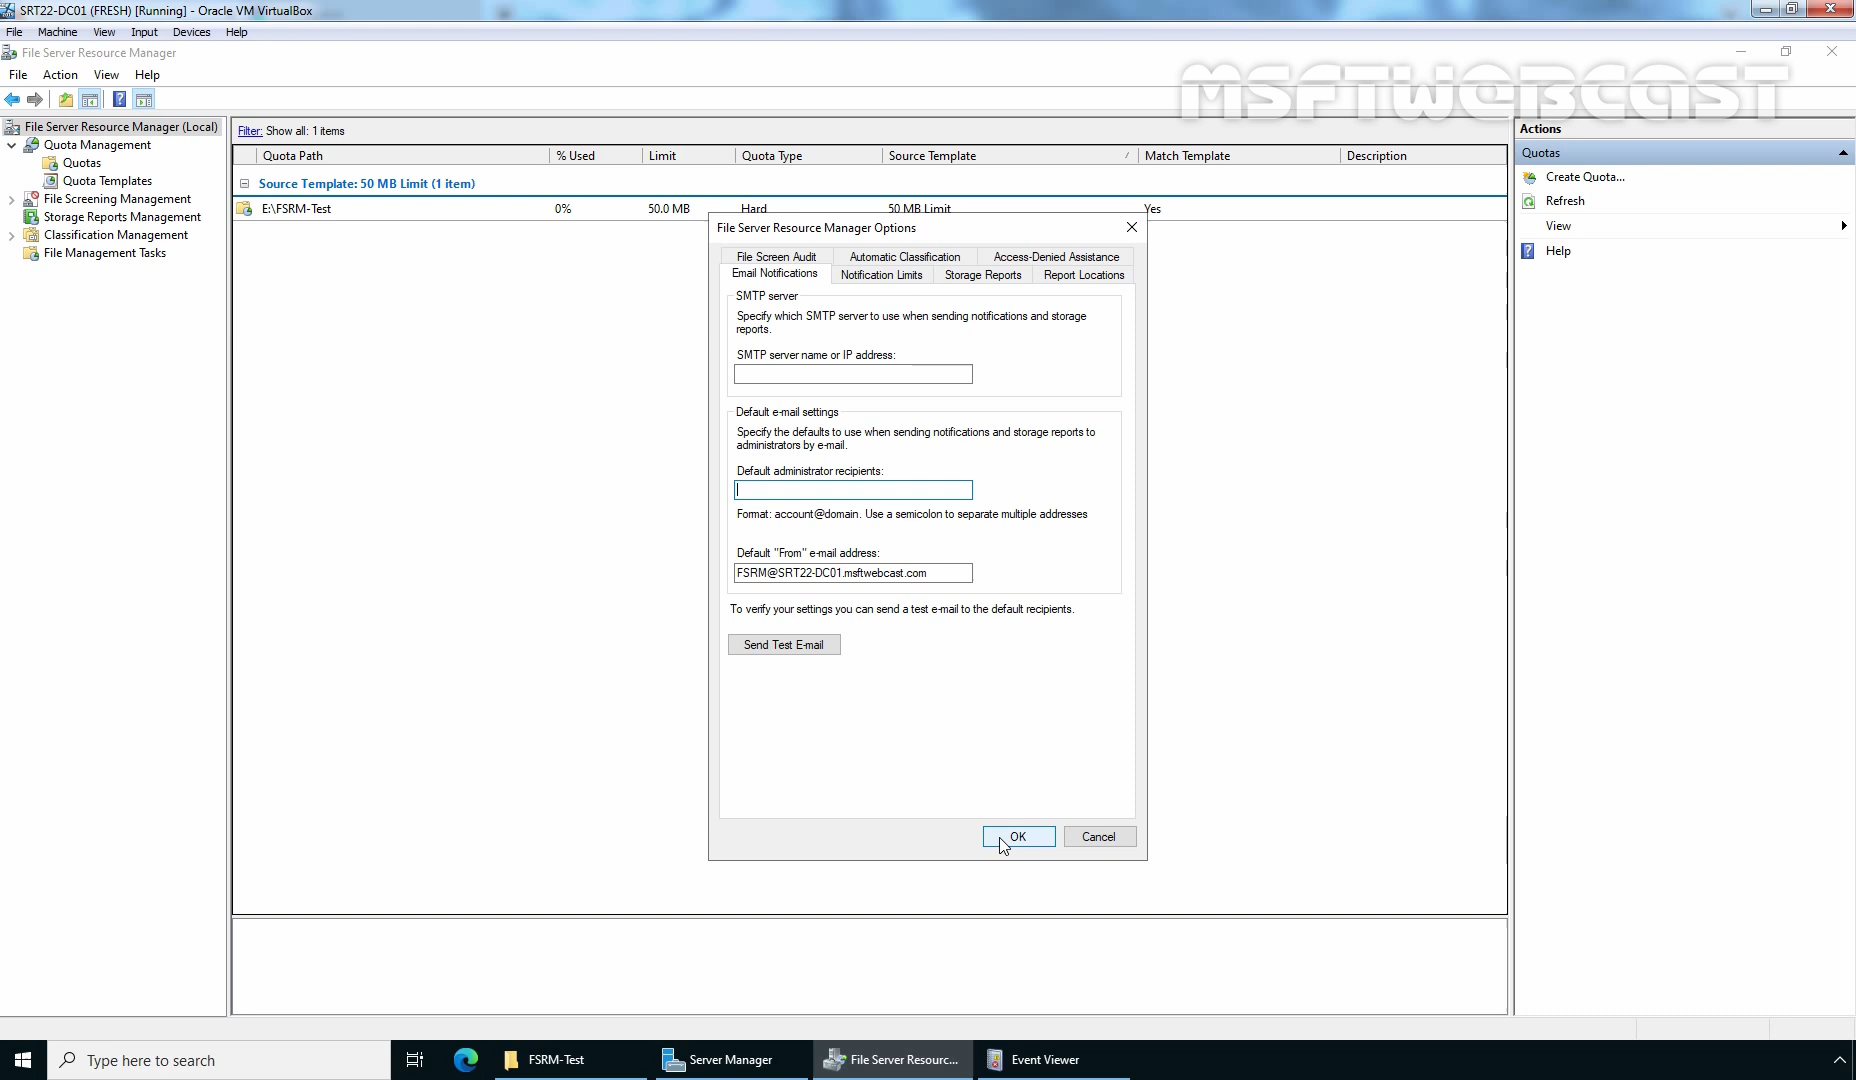 SRT22-DC01 (FRESH) [Running] - Oracle VM VirtualBox
File Machine View Input Devices Help
File Server Resource Manager
File Action View Help
MSFTWEBCAST
File Server Resource Manager (Local)
Quota Management
Quotas
Quota Templates
File Screening Management
Storage Reports Management
Classification Management
File Management Tasks
Filter: Show all: 1 items
Quota Path % Used Limit Quota Type Source Template Match Template Description
Source Template: 50 MB Limit (1 item)
E:\FSRM-Test 0% 50.0 MB Hard 50 MB Limit Yes
File Server Resource Manager Options
File Screen Audit Automatic Classification Access-Denied Assistance
Email Notifications Notification Limits Storage Reports Report Locations
SMTP server
Specify which SMTP server to use when sending notifications and storage
reports.
SMTP server name or IP address:
Default e-mail settings
Specify the defaults to use when sending notifications and storage reports to
administrators by e-mail.
Default administrator recipients:
Format: account@domain. Use a semicolon to separate multiple addresses
Default "From" e-mail address:
FSRM@SRT22-DC01.msftwebcast.com
To verify your settings you can send a test e-mail to the default recipients.
Send Test E-mail
OK Cancel
Actions
Quotas
Create Quota...
Refresh
View
Help
Type here to search
FSRM-Test
Server Manager
File Server Resourc...
Event Viewer